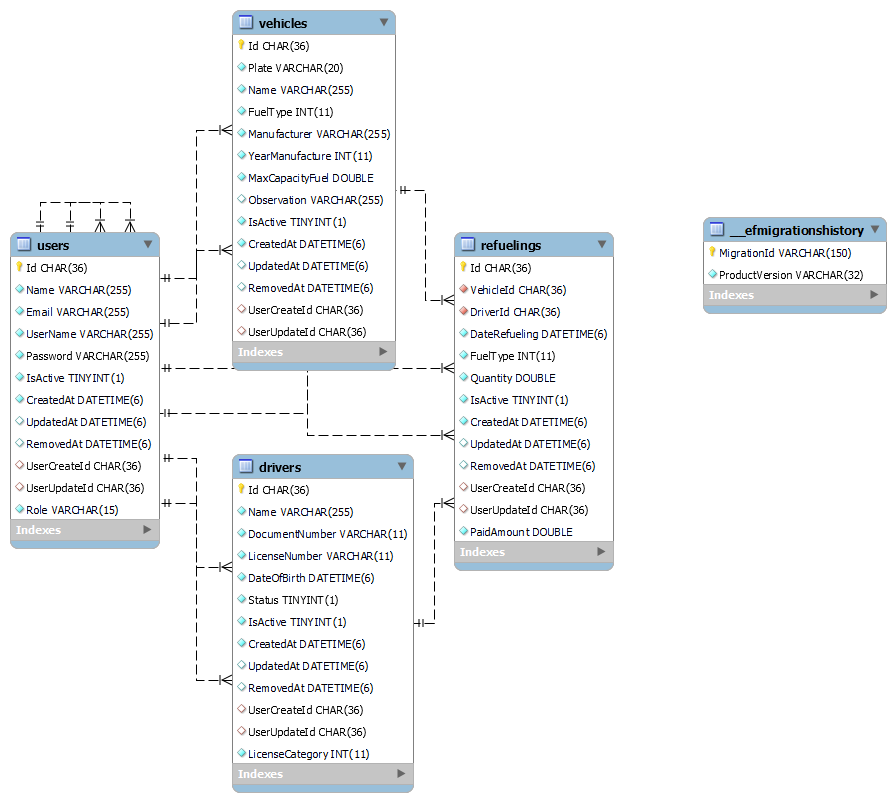 vehicles
Id CHAR(36)
Plate VARCHAR(20)
Name VARCHAR(255)
FuelType INT(11)
Manufacturer VARCHAR(255)
YearManufacture INT(11)
MaxCapacityFuel DOUBLE
Observation VARCHAR(255)
IsActive TINYINT(1)
CreatedAt DATETIME(6)
UpdatedAt DATETIME(6)
RemovedAt DATETIME(6)
UserCreateId CHAR(36)
UserUpdateId CHAR(36)
Indexes
users
Id CHAR(36)
Name VARCHAR(255)
Email VARCHAR(255)
UserName VARCHAR(255)
Password VARCHAR(255)
IsActive TINYINT(1)
CreatedAt DATETIME(6)
UpdatedAt DATETIME(6)
RemovedAt DATETIME(6)
UserCreateId CHAR(36)
UserUpdateId CHAR(36)
Role VARCHAR(15)
Indexes
refuelings
Id CHAR(36)
VehicleId CHAR(36)
DriverId CHAR(36)
DateRefueling DATETIME(6)
FuelType INT(11)
Quantity DOUBLE
IsActive TINYINT(1)
CreatedAt DATETIME(6)
UpdatedAt DATETIME(6)
RemovedAt DATETIME(6)
UserCreateId CHAR(36)
UserUpdateId CHAR(36)
PaidAmount DOUBLE
Indexes
__efmigrationshistory
MigrationId VARCHAR(150)
ProductVersion VARCHAR(32)
Indexes
drivers
Id CHAR(36)
Name VARCHAR(255)
DocumentNumber VARCHAR(11)
LicenseNumber VARCHAR(11)
DateOfBirth DATETIME(6)
Status TINYINT(1)
IsActive TINYINT(1)
CreatedAt DATETIME(6)
UpdatedAt DATETIME(6)
RemovedAt DATETIME(6)
UserCreateId CHAR(36)
UserUpdateId CHAR(36)
LicenseCategory INT(11)
Indexes